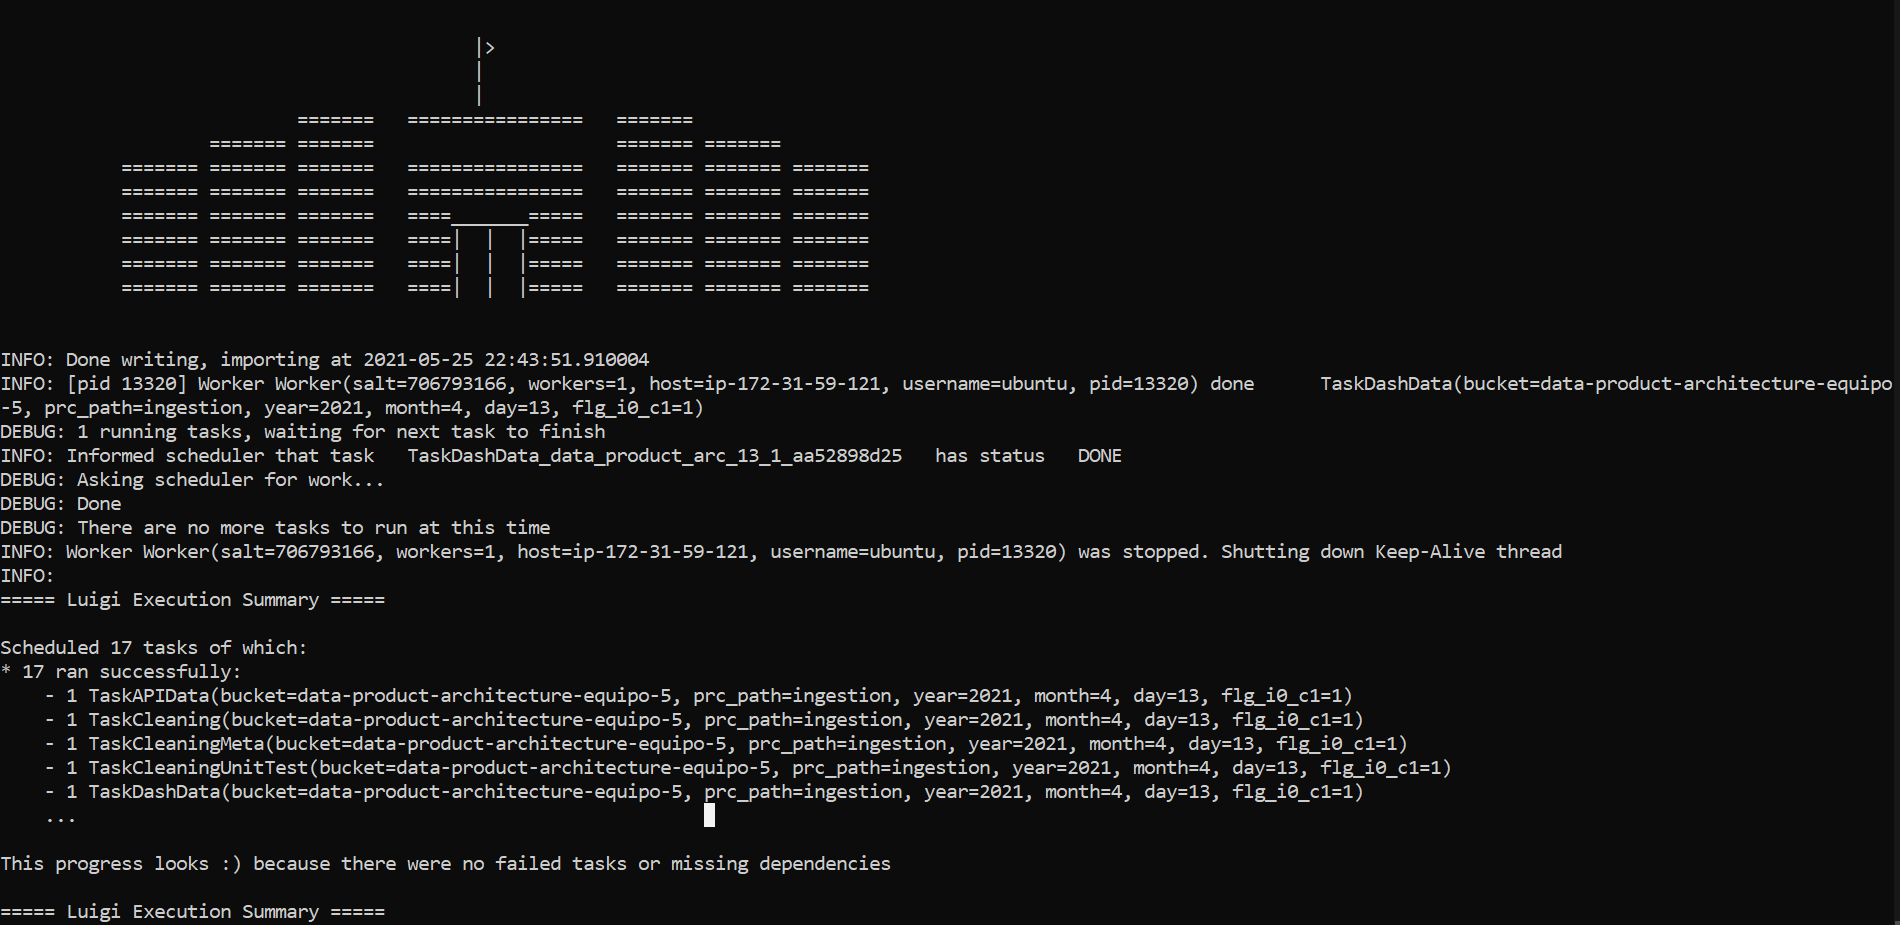 |>
                                           |
                                           |
                           =======   ================   =======
                   ======= =======                      ======= =======
           ======= ======= =======   ================   ======= ======= =======
           ======= ======= =======   ================   ======= ======= =======
           ======= ======= =======   ====_______=====   ======= ======= =======
           ======= ======= =======   ====|  |  |=====   ======= ======= =======
           ======= ======= =======   ====|  |  |=====   ======= ======= =======
           ======= ======= =======   ====|  |  |=====   ======= ======= =======
INFO: Done writing, importing at 2021-05-25 22:43:51.910004
INFO: [pid 13320] Worker Worker(salt=706793166, workers=1, host=ip-172-31-59-121, username=ubuntu, pid=13320) done      TaskDashData(bucket=data-product-architecture-equipo
-5, prc_path=ingestion, year=2021, month=4, day=13, flg_i0_c1=1)
DEBUG: 1 running tasks, waiting for next task to finish
INFO: Informed scheduler that task   TaskDashData_data_product_arc_13_1_aa52898d25   has status   DONE
DEBUG: Asking scheduler for work...
DEBUG: Done
DEBUG: There are no more tasks to run at this time
INFO: Worker Worker(salt=706793166, workers=1, host=ip-172-31-59-121, username=ubuntu, pid=13320) was stopped. Shutting down Keep-Alive thread
INFO:
===== Luigi Execution Summary =====
Scheduled 17 tasks of which:
* 17 ran successfully:
    - 1 TaskAPIData(bucket=data-product-architecture-equipo-5, prc_path=ingestion, year=2021, month=4, day=13, flg_i0_c1=1)
    - 1 TaskCleaning(bucket=data-product-architecture-equipo-5, prc_path=ingestion, year=2021, month=4, day=13, flg_i0_c1=1)
    - 1 TaskCleaningMeta(bucket=data-product-architecture-equipo-5, prc_path=ingestion, year=2021, month=4, day=13, flg_i0_c1=1)
    - 1 TaskCleaningUnitTest(bucket=data-product-architecture-equipo-5, prc_path=ingestion, year=2021, month=4, day=13, flg_i0_c1=1)
    - 1 TaskDashData(bucket=data-product-architecture-equipo-5, prc_path=ingestion, year=2021, month=4, day=13, flg_i0_c1=1)
    ...
This progress looks :) because there were no failed tasks or missing dependencies
===== Luigi Execution Summary =====